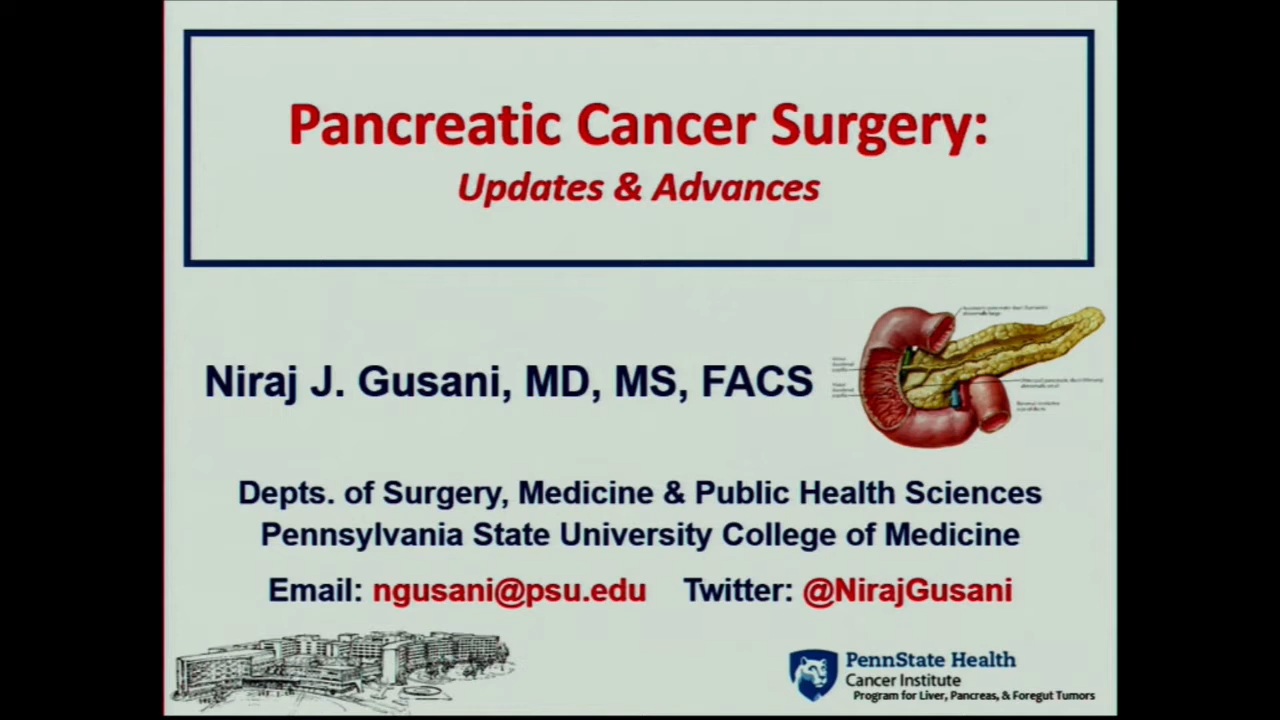 Pancreatic Cancer Surgery:
Updates & Advances
Niraj J. Gusani, MD, MS, FACS
Depts. of Surgery, Medicine & Public Health Sciences
Pennsylvania State University College of Medicine
Email: ngusani@psu.edu Twitter: @NirajGusani
PennState Health
Cancer Institute
Program for Liver, Pancreas, & Foregut Tumors